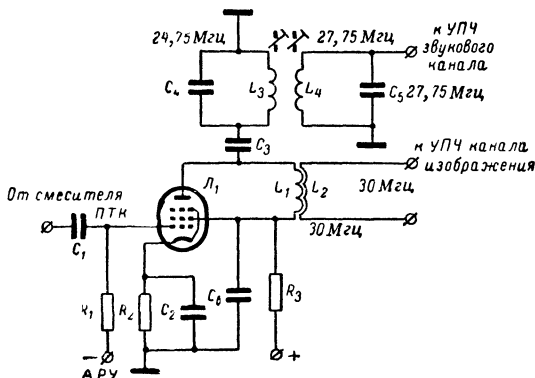 24,75 Мгц
27,75 Мгц
к УПЧ
звукового
канала
C₄
L₃
L₄
C₅
27,75 Мгц
C₃
к УПЧ канала
изображения
Л₁
L₁
L₂
30 Мгц
От смесителя
ПТК
30 Мгц
C₁
R₁
R₂
C₂
C₆
R₃
–
+
АРУ